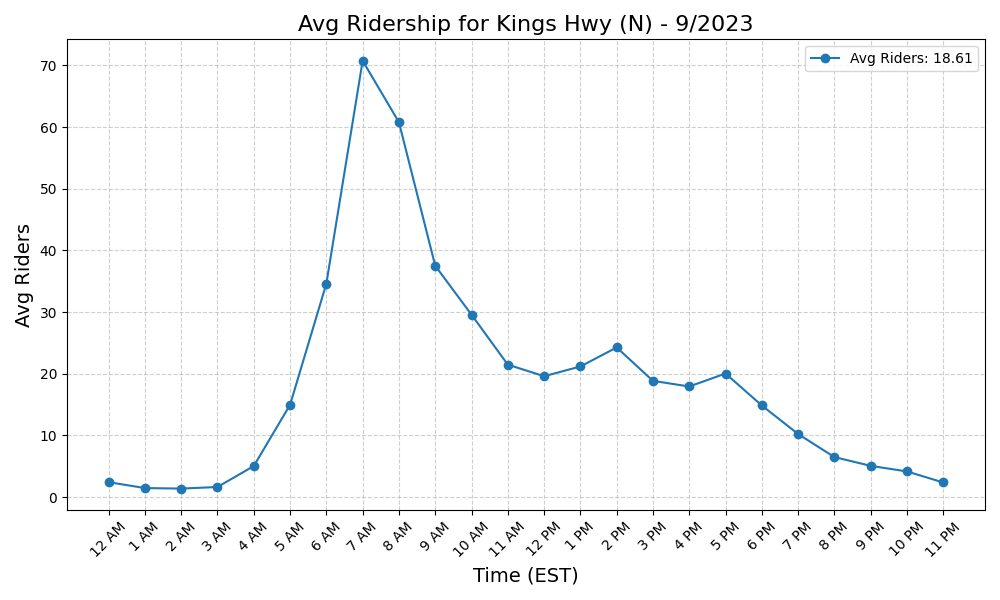 Avg Ridership for Kings Hwy (N) - 9/2023
Avg Riders: 18.61
Avg Riders
70
60
50
40
30
20
10
0
12 AM
1 AM
2 AM
3 AM
4 AM
5 AM
6 AM
7 AM
8 AM
9 AM
10 AM
11 AM
12 PM
1 PM
2 PM
3 PM
4 PM
5 PM
6 PM
7 PM
8 PM
9 PM
10 PM
11 PM
Time (EST)